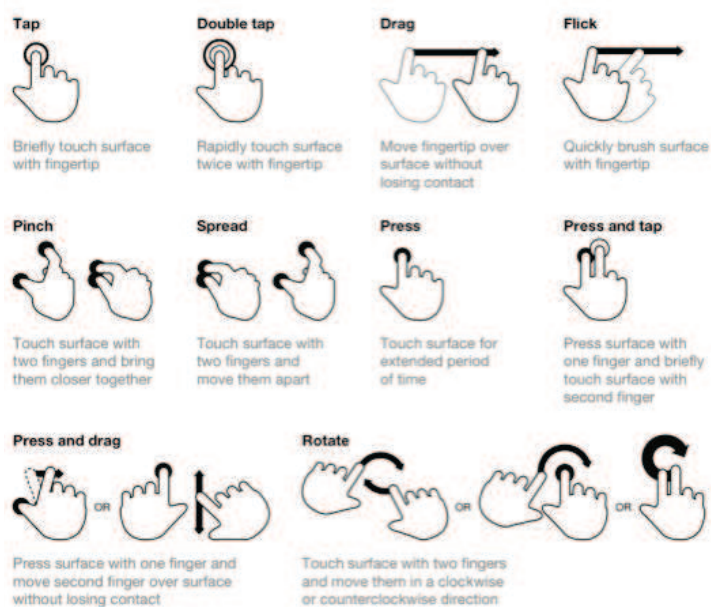 Tap
Double tap
Drag
Flick
Briefly touch surface
with fingertip
Rapidly touch surface
twice with fingertip
Move fingertip over
surface without
losing contact
Quickly brush surface
with fingertip
Pinch
Spread
Press
Press and tap
Touch surface with
two fingers and bring
them closer together
Touch surface with
two fingers and
move them apart
Touch surface for
extended period
of time
Press surface with
one finger and briefly
touch surface with
second finger
Press and drag
Rotate
OR
OR
OR
Press surface with one finger and
move second finger over surface
without losing contact
Touch surface with two fingers
and move them in a clockwise
or counterclockwise direction